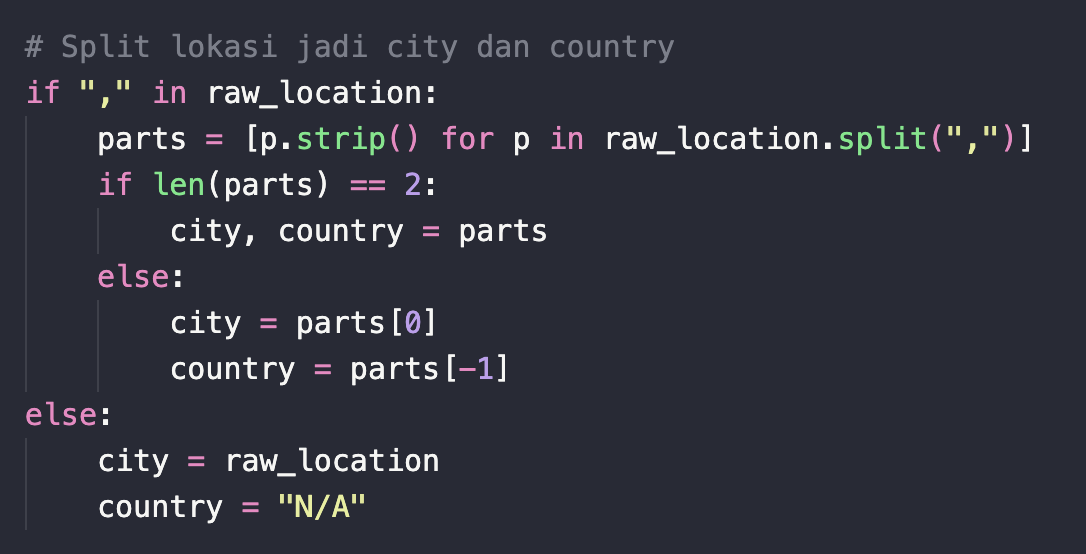 # Split lokasi jadi city dan country
if "," in raw_location:
    parts = [p.strip() for p in raw_location.split(",")]
    if len(parts) == 2:
        city, country = parts
    else:
        city = parts[0]
        country = parts[-1]
else:
    city = raw_location
    country = "N/A"